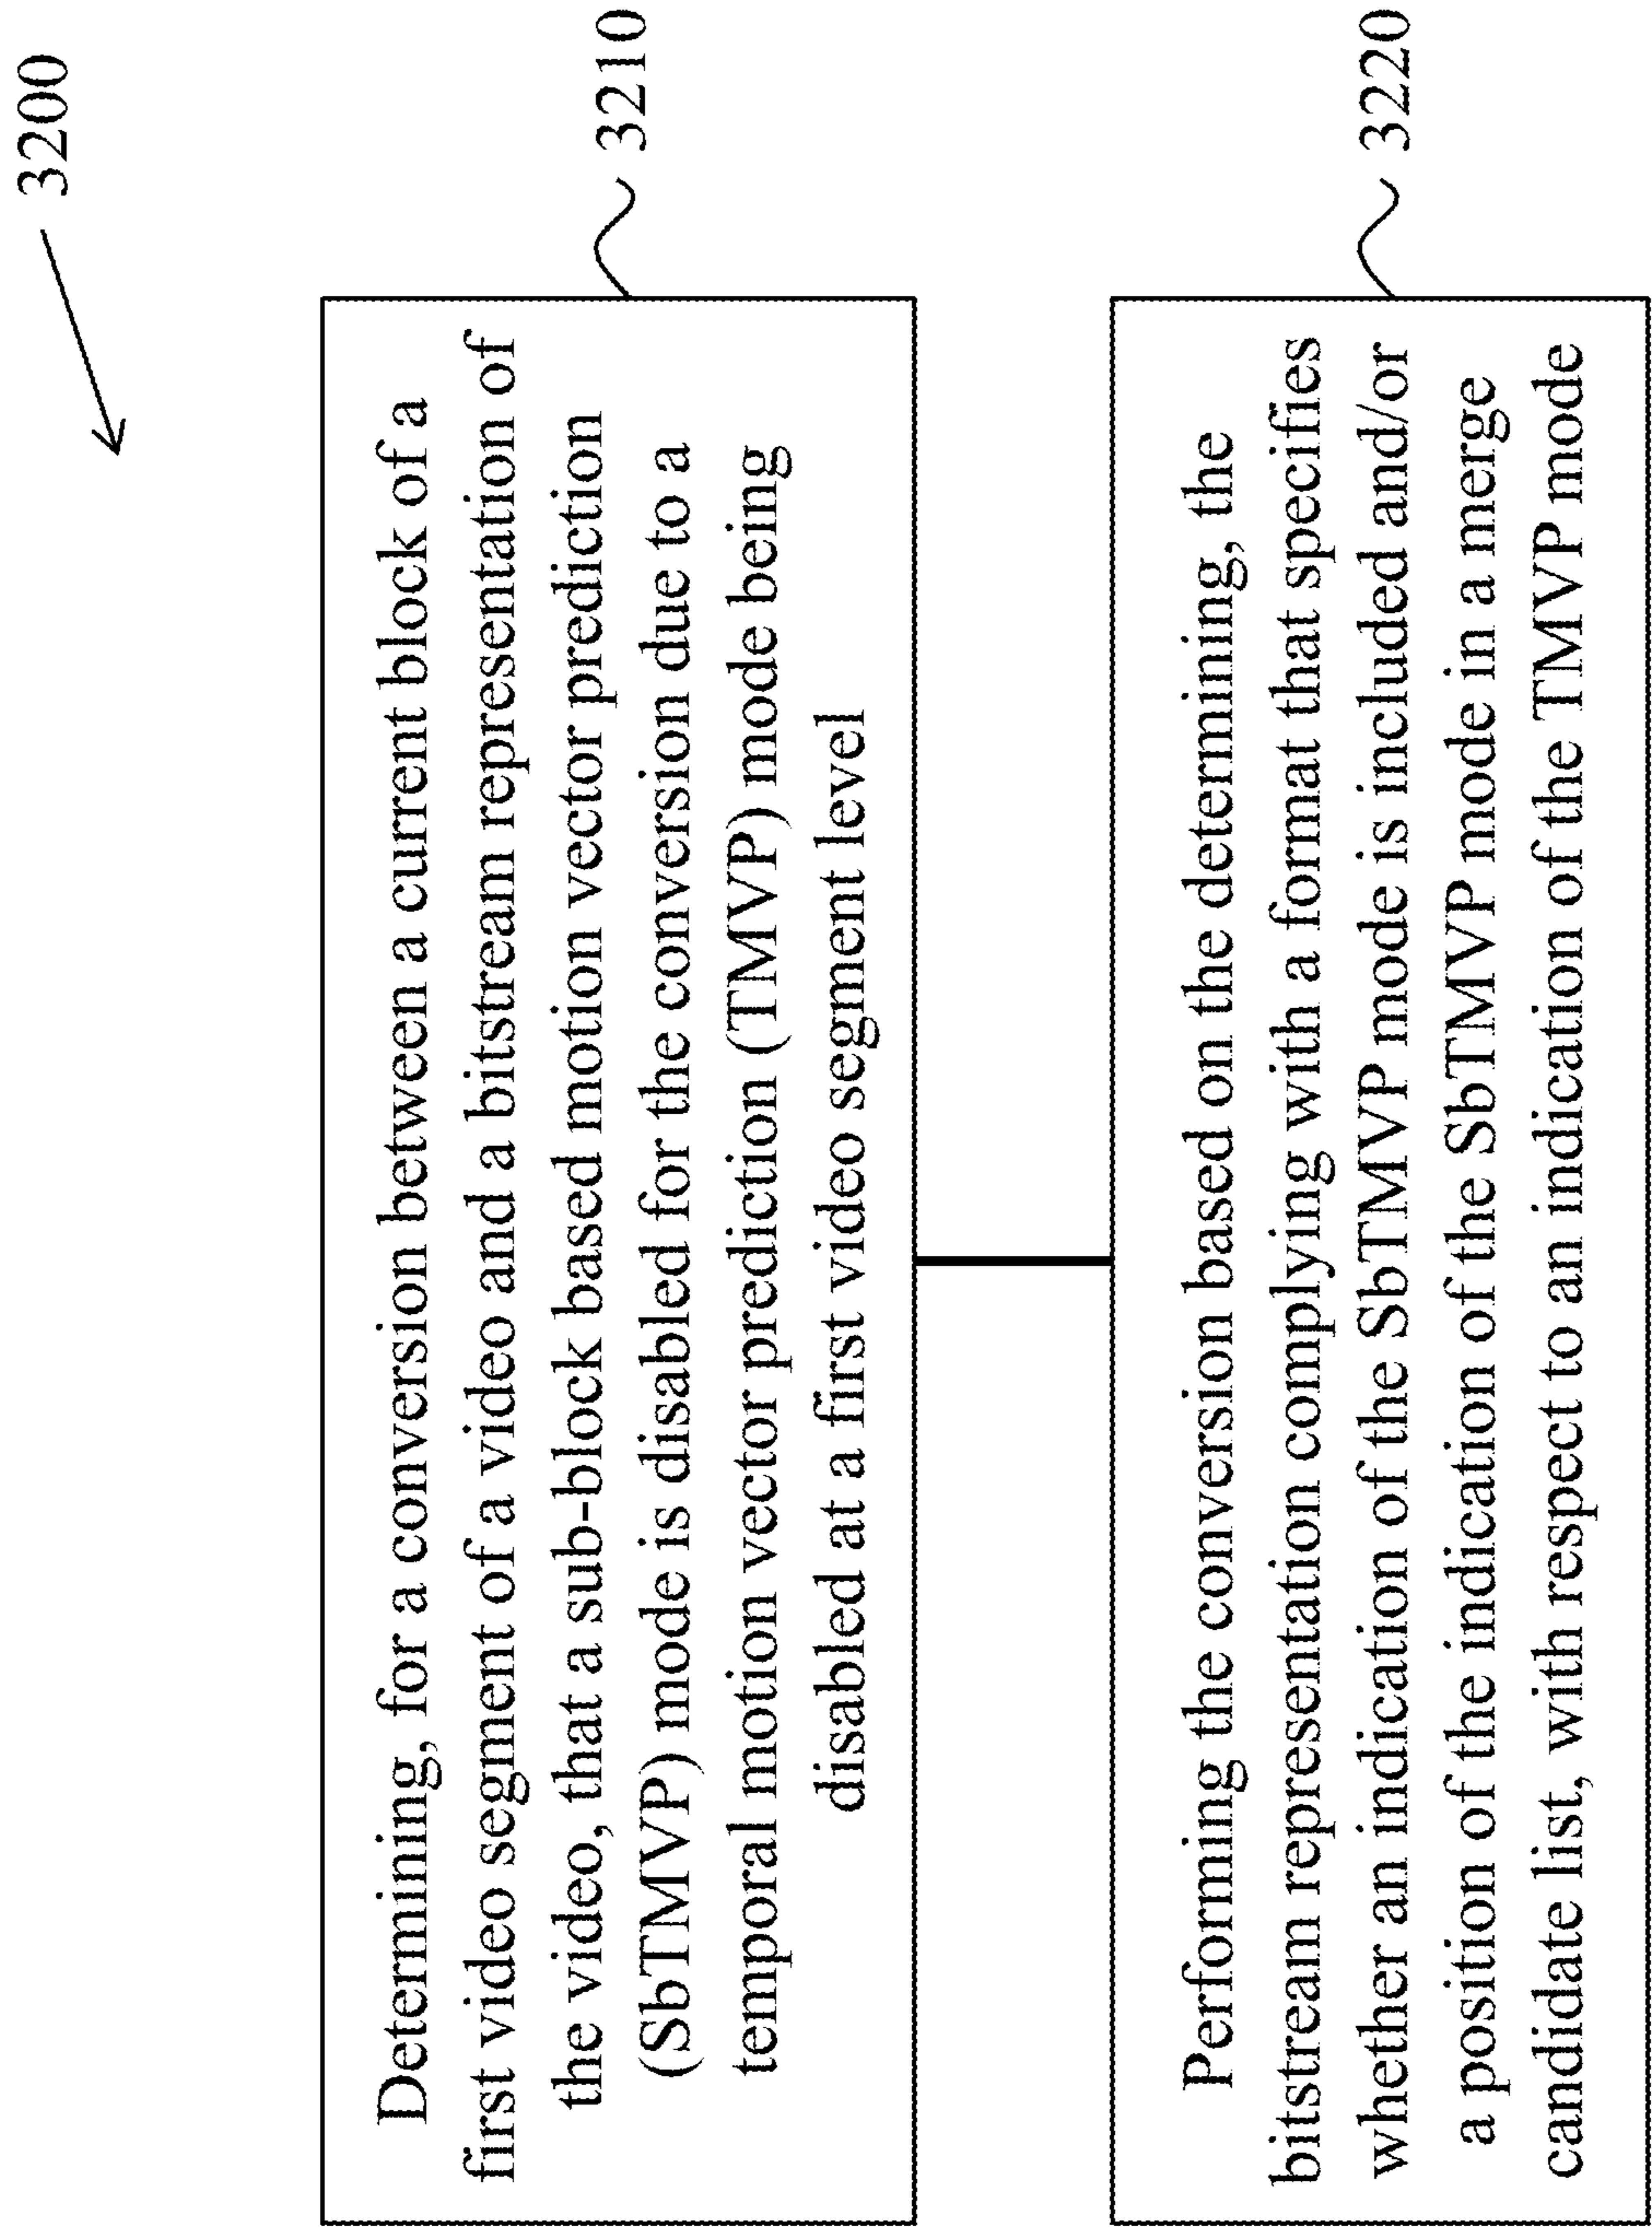 3200
Determining, for a conversion between a current block of a
first video segment of a video and a bitstream representation of
the video, that a sub-block based motion vector prediction
(SbTMVP) mode is disabled for the conversion due to a
temporal motion vector prediction (TMVP) mode being
disabled at a first video segment level
3210
Performing the conversion based on the determining, the
bitstream representation complying with a format that specifies
whether an indication of the SbTMVP mode is included and/or
a position of the indication of the SbTMVP mode in a merge
candidate list, with respect to an indication of the TMVP mode
3220